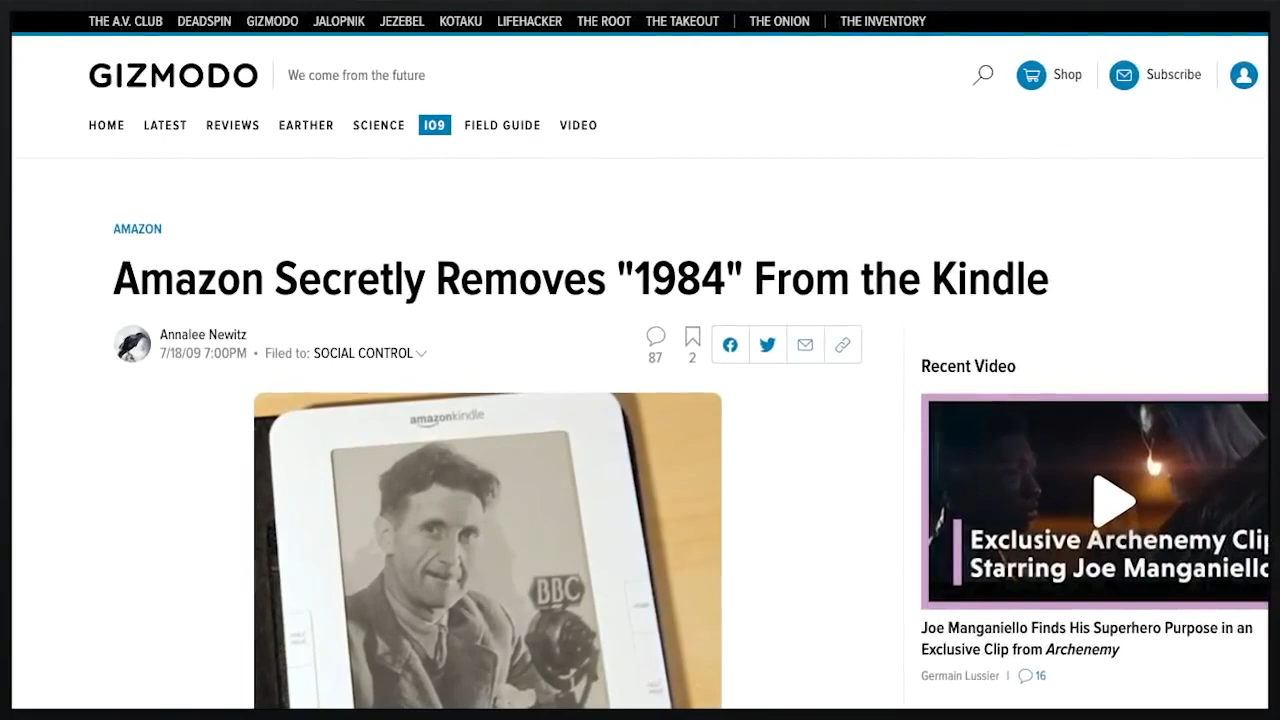 THE A.V. CLUB DEADSPIN GIZMODO JALOPNIK JEZEBEL KOTAKU LIFEHACKER THE ROOT THE TAKEOUT | THE ONION | THE INVENTORY
GIZMODO We come from the future Shop Subscribe
HOME LATEST REVIEWS EARTHER SCIENCE IO9 FIELD GUIDE VIDEO
AMAZON
Amazon Secretly Removes "1984" From the Kindle
Annalee Newitz
7/18/09 7:00PM • Filed to: SOCIAL CONTROL
87 2
amazonkindle
BBC
Recent Video
Exclusive Archenemy Cli
Starring Joe Manganiello
Joe Manganiello Finds His Superhero Purpose in an
Exclusive Clip from Archenemy
Germain Lussier | 16